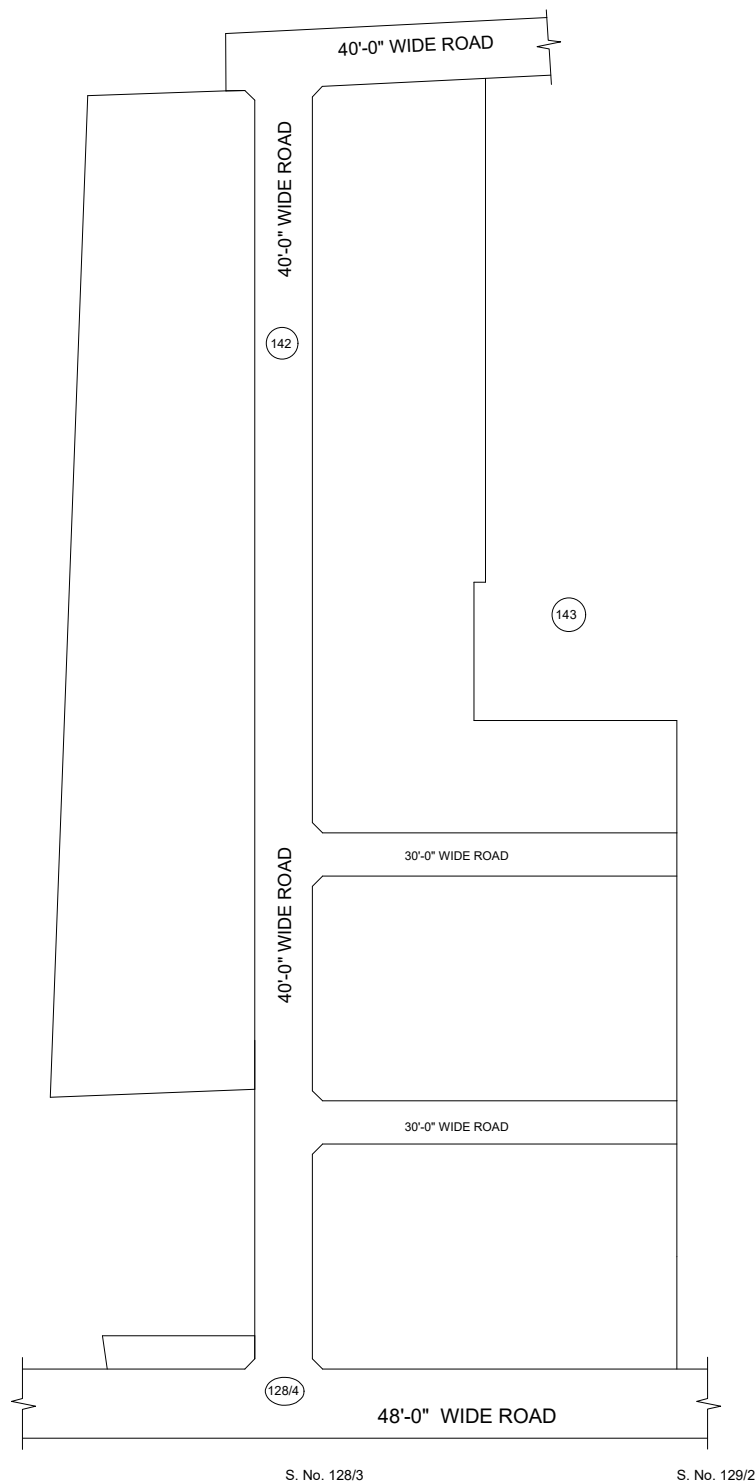 40'-0" WIDE ROAD
40'-0" WIDE ROAD
142
143
40'-0" WIDE ROAD
30'-0" WIDE ROAD
30'-0" WIDE ROAD
128/4
48'-0" WIDE ROAD
S. No. 128/3
S. No. 129/2